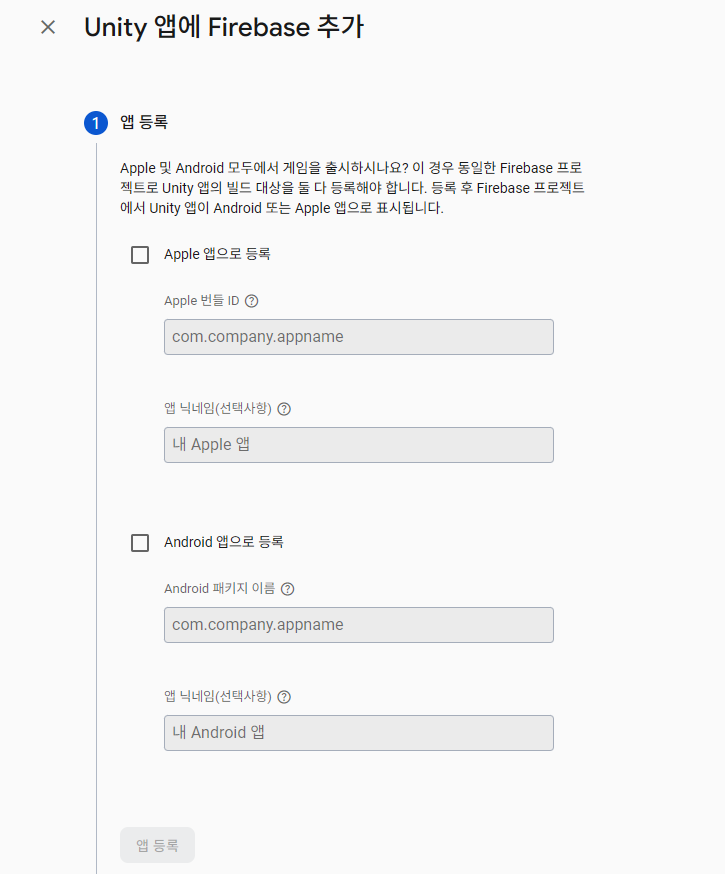 Unity 앱에 Firebase 추가
1 앱 등록
Apple 및 Android 모두에서 게임을 출시하시나요? 이 경우 동일한 Firebase 프로
젝트로 Unity 앱의 빌드 대상을 둘 다 등록해야 합니다. 등록 후 Firebase 프로젝트
에서 Unity 앱이 Android 또는 Apple 앱으로 표시됩니다.
Apple 앱으로 등록
Apple 번들 ID ?
com.company.appname
앱 닉네임(선택사항) ?
내 Apple 앱
Android 앱으로 등록
Android 패키지 이름 ?
com.company.appname
앱 닉네임(선택사항) ?
내 Android 앱
앱 등록